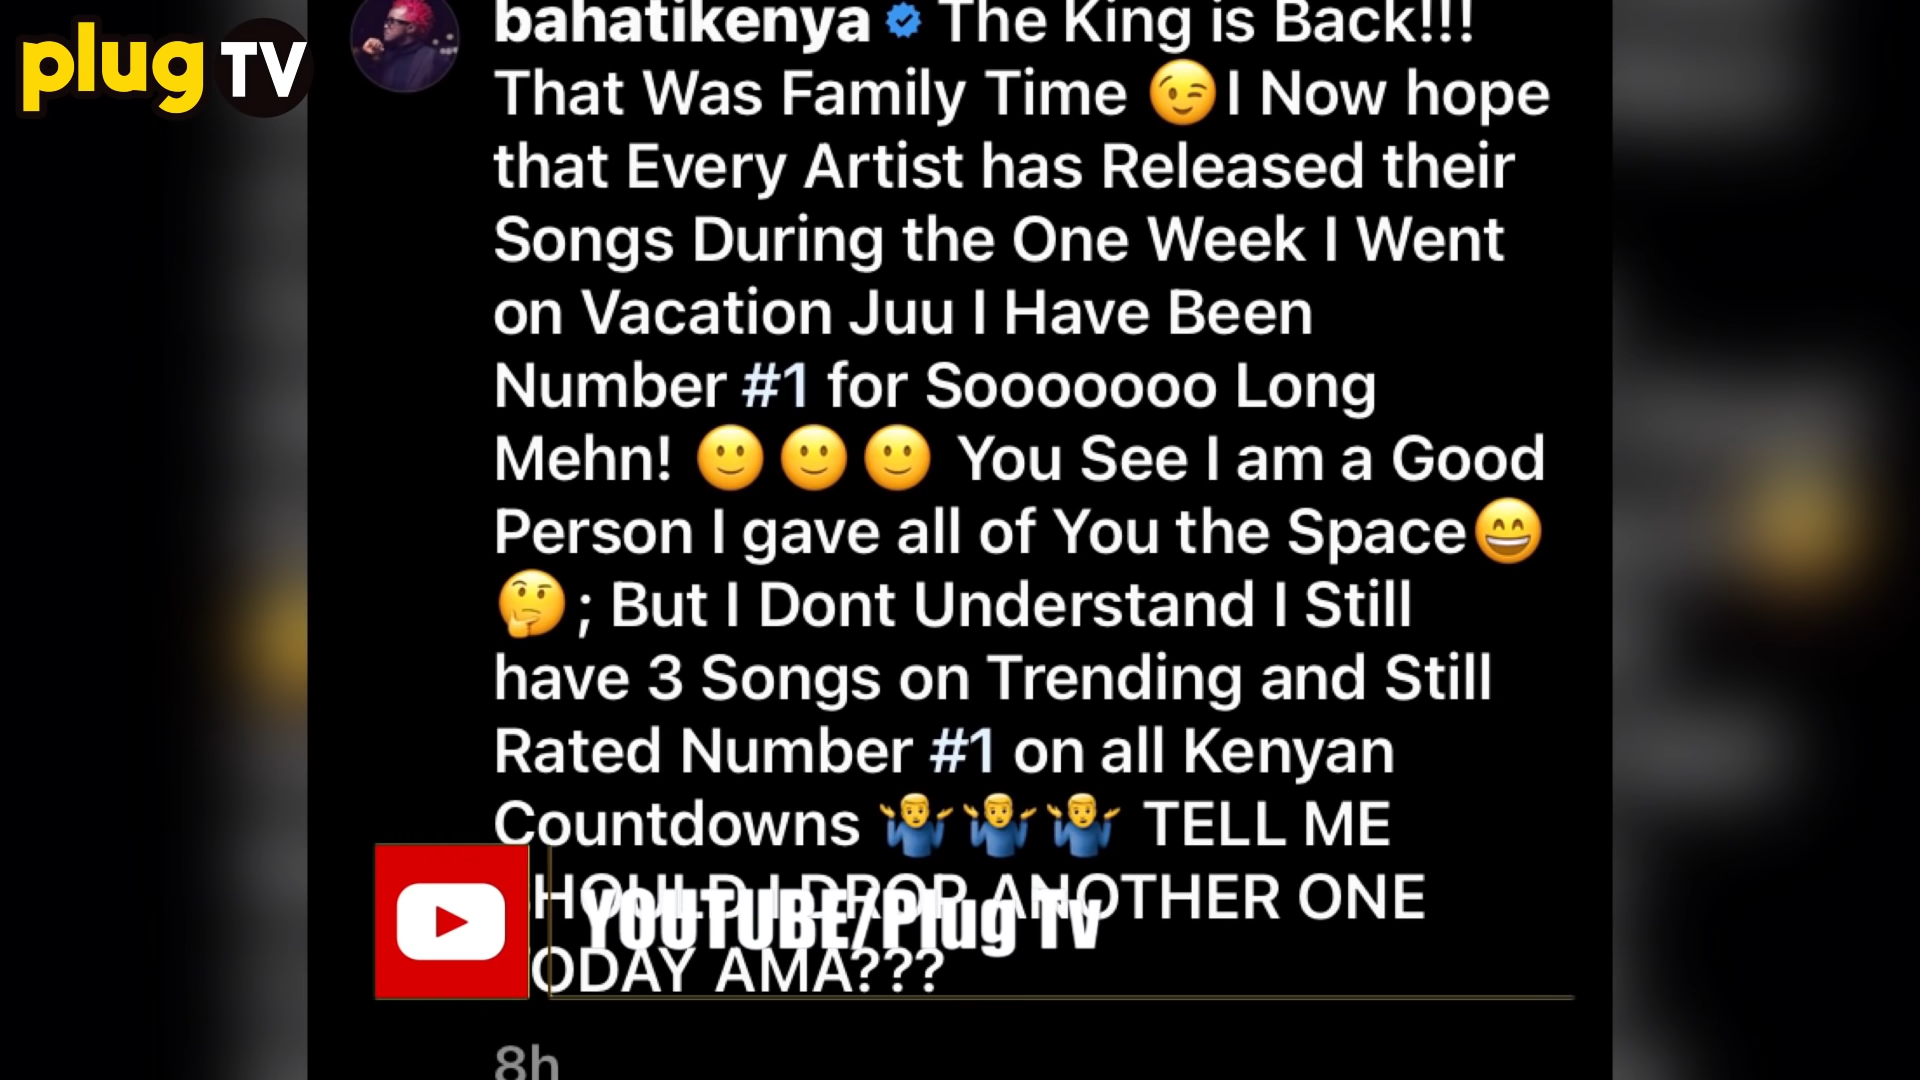 plug TV
bahatikenya The King is Back!!!
That Was Family Time 😉 I Now hope
that Every Artist has Released their
Songs During the One Week I Went
on Vacation Juu I Have Been
Number #1 for Sooooooo Long
Mehn! 🙂🙂🙂 You See I am a Good
Person I gave all of You the Space😄
🤔; But I Dont Understand I Still
have 3 Songs on Trending and Still
Rated Number #1 on all Kenyan
Countdowns 🤷‍♂️🤷‍♂️🤷‍♂️ TELL ME
SHOULD I DROP ANOTHER ONE
YOUTUBE/Plug Tv
TODAY AMA???
8h